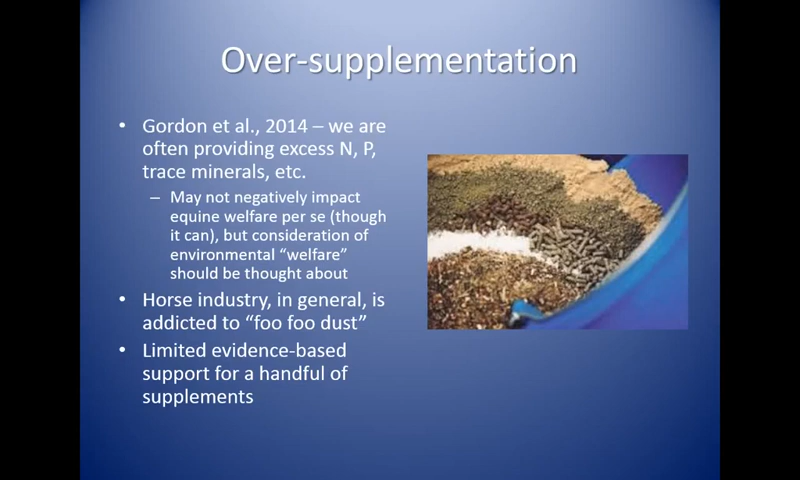 Over-supplementation
• Gordon et al., 2014 – we are
often providing excess N, P,
trace minerals, etc.
– May not negatively impact
equine welfare per se (though
it can), but consideration of
environmental “welfare”
should be thought about
• Horse industry, in general, is
addicted to “foo foo dust”
• Limited evidence-based
support for a handful of
supplements